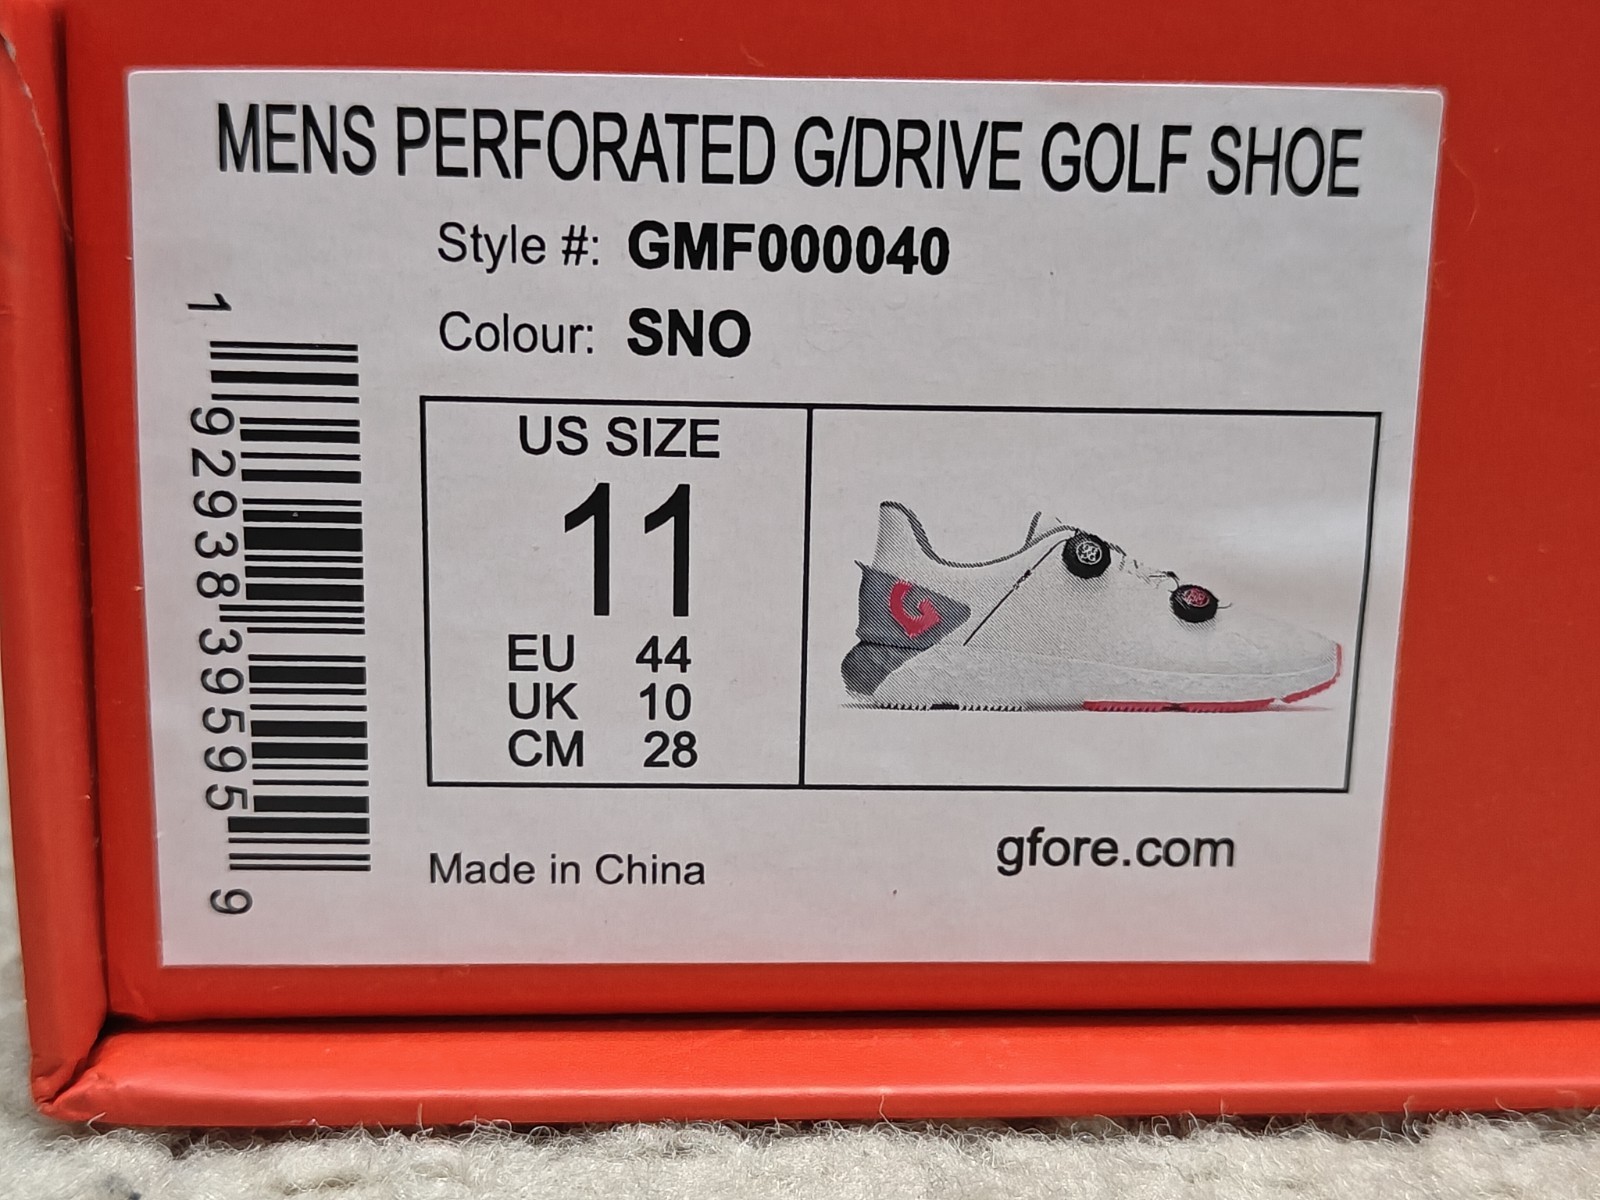 MENS PERFORATED G/DRIVE GOLF SHOE
Style #: GMF000040
Colour: SNO
1 92938 39595 9
US SIZE
11
EU 44
UK 10
CM 28
G
Made in China
gfore.com